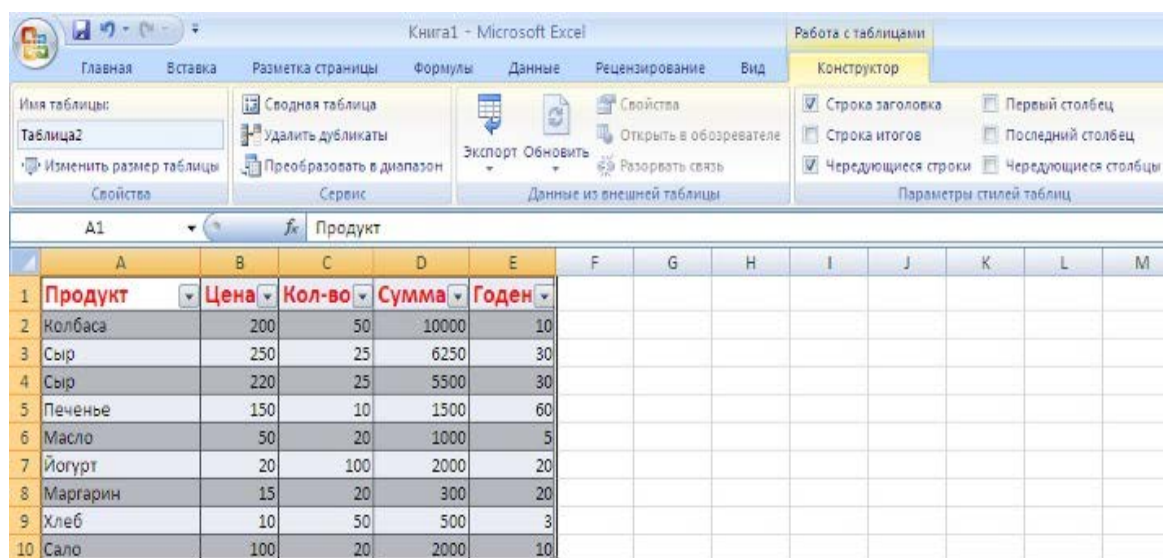 Книга1 - Microsoft Excel
Работа с таблицами
Главная Вставка Разметка страницы Формулы Данные Рецензирование Вид Конструктор
Имя таблицы:
Таблица2
Изменить размер таблицы
Свойства
Сводная таблица
Удалить дубликаты
Преобразовать в диапазон
Сервис
Экспорт Обновить
Свойства
Открыть в обозревателе
Разорвать связь
Данные из внешней таблицы
Строка заголовка
Строка итогов
Чередующиеся строки
Первый столбец
Последний столбец
Чередующиеся столбцы
Параметры стилей таблиц
A1 fx Продукт
A B C D E F G H I J K L M
1 Продукт Цена Кол-во Сумма Годен
2 Колбаса 200 50 10000 10
3 Сыр 250 25 6250 30
4 Сыр 220 25 5500 30
5 Печенье 150 10 1500 60
6 Масло 50 20 1000 5
7 Йогурт 20 100 2000 20
8 Маргарин 15 20 300 20
9 Хлеб 10 50 500 3
10 Сало 100 20 2000 10